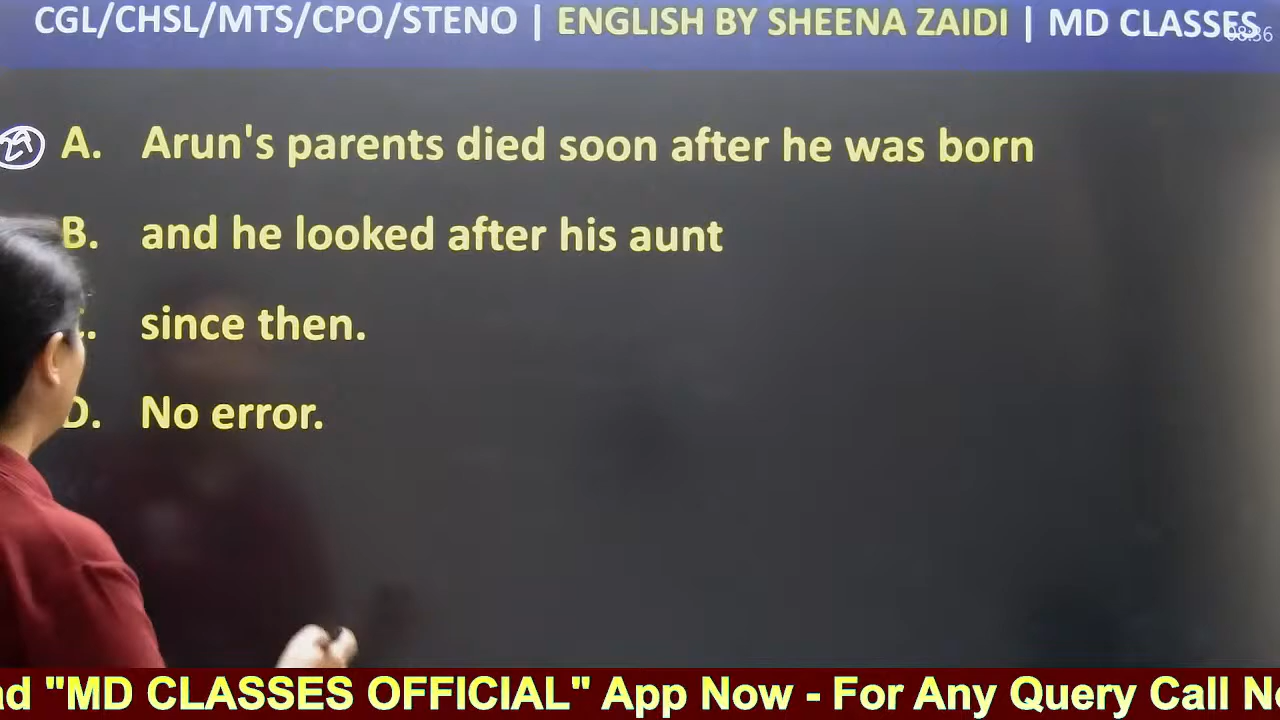 CGL/CHSL/MTS/CPO/STENO | ENGLISH BY SHEENA ZAIDI | MD CLASSES
08:36
A. Arun's parents died soon after he was born
B. and he looked after his aunt
. since then.
D. No error.
"MD CLASSES OFFICIAL" App Now - For Any Query Call